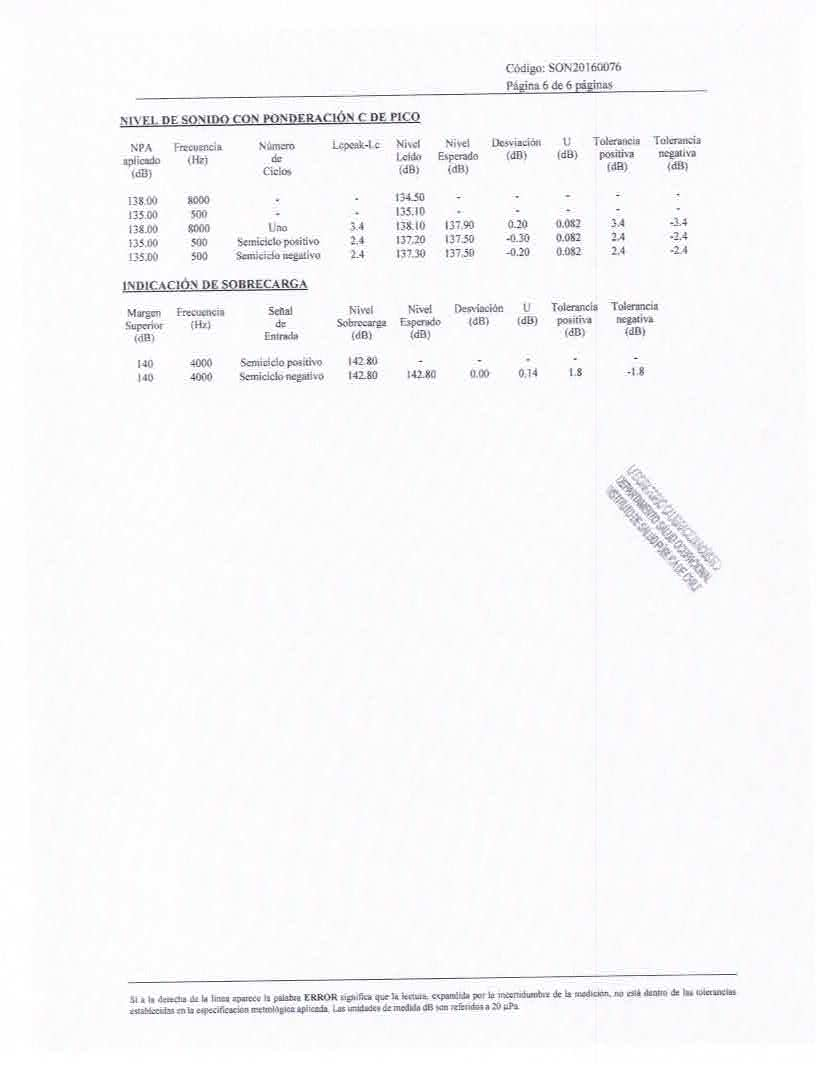 Código: SON20160076
Página 6 de 6 páginas
NIVEL DE SONIDO CON PONDERACIÓN C DE PICO
NPA Frecuencia Número Lcpeak-Lc Nivel Nivel Desviación U Tolerancia Tolerancia
aplicado (Hz) de Leído Esperado (dB) (dB) positiva negativa
(dB) Ciclos (dB) (dB) (dB) (dB)
138.00 8000 - - 134.50 - - - - -
135.00 500 - - 135.10 - - - - -
138.00 8000 Uno 3.4 138.10 137.90 0.20 0.082 3.4 -3.4
135.00 500 Semiciclo positivo 2.4 137.20 137.50 -0.30 0.082 2.4 -2.4
135.00 500 Semiciclo negativo 2.4 137.30 137.50 -0.20 0.082 2.4 -2.4
INDICACIÓN DE SOBRECARGA
Margen Frecuencia Señal Nivel Nivel Desviación U Tolerancia Tolerancia
Superior (Hz) de Sobrecarga Esperado (dB) (dB) positiva negativa
(dB) Entrada (dB) (dB) (dB) (dB)
140 4000 Semiciclo positivo 142.80 - - - - -
140 4000 Semiciclo negativo 142.80 142.80 0.00 0.14 1.8 -1.8
DEPARTAMENTO SALUD OCUPACIONAL
INSTITUTO DE SALUD PÚBLICA DE CHILE
Si a la derecha de la línea aparece la palabra ERROR significa que la lectura, expandida por la incertidumbre de la medición, no está dentro de las tolerancias
establecidas en la especificación metrológica aplicada. Las unidades de medida dB son referidos a 20 µPa.